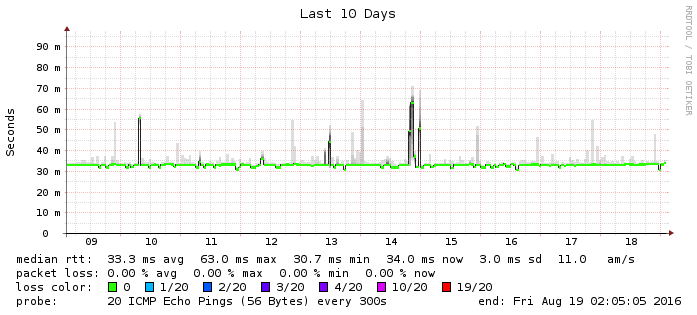 Last 10 Days
RRDTOOL / TOBI OETIKER
Seconds
90 m
80 m
70 m
60 m
50 m
40 m
30 m
20 m
10 m
0
09 10 11 12 13 14 15 16 17 18
median rtt: 33.3 ms avg 63.0 ms max 30.7 ms min 34.0 ms now 3.0 ms sd 11.0 am/s
packet loss: 0.00 % avg 0.00 % max 0.00 % min 0.00 % now
loss color: 0 1/20 2/20 3/20 4/20 10/20 19/20
probe: 20 ICMP Echo Pings (56 Bytes) every 300s end: Fri Aug 19 02:05:05 2016